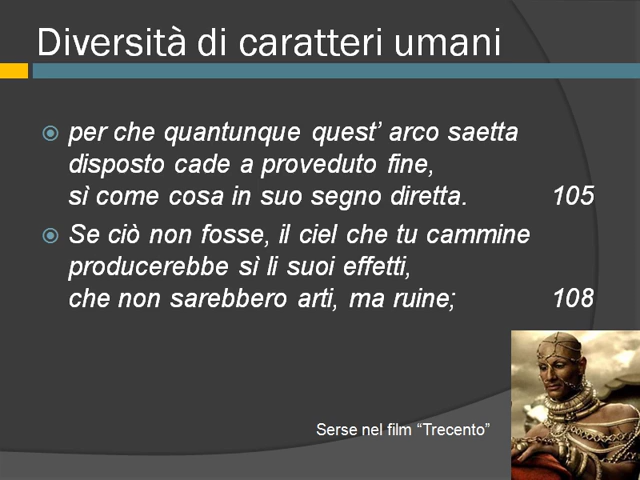 Diversità di caratteri umani
per che quantunque quest’ arco saetta
disposto cade a proveduto fine,
sì come cosa in suo segno diretta. 105
Se ciò non fosse, il ciel che tu cammine
producerebbe sì li suoi effetti,
che non sarebbero arti, ma ruine; 108
Serse nel film “Trecento”